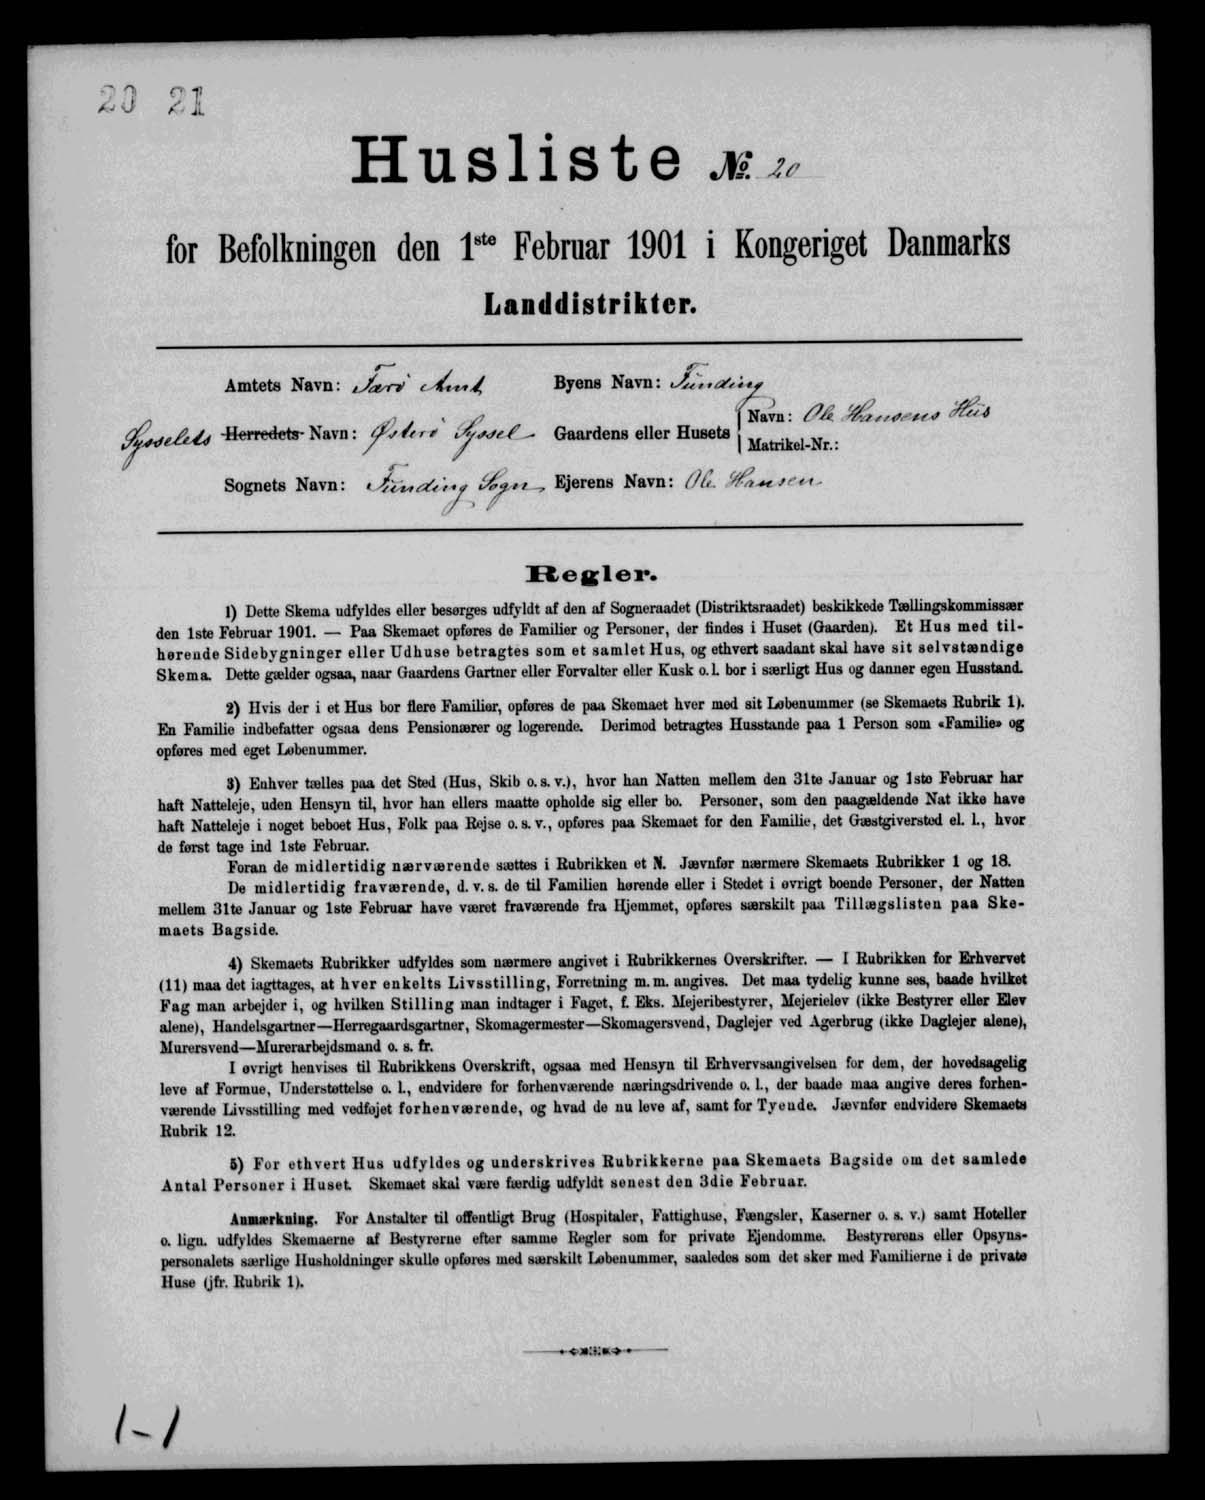 20 21
Husliste No. 20
for Befolkningen den 1ste Februar 1901 i Kongeriget Danmarks
Landdistrikter.
Amtets Navn: Færö Amt Byens Navn: Funding
Sysselets Herredets Navn: Østerö Syssel Gaardens eller Husets Navn: Ole Hansens Hus
Matrikel-Nr.:
Sognets Navn: Funding Sogn Ejerens Navn: Ole Hansen
Regler.
1) Dette Skema udfyldes eller besørges udfyldt af den af Sogneraadet (Distriktsraadet) beskikkede Tællingskommissær
den 1ste Februar 1901. — Paa Skemaet opføres de Familier og Personer, der findes i Huset (Gaarden). Et Hus med til-
hørende Sidebygninger eller Udhuse betragtes som et samlet Hus, og ethvert saadant skal have sit selvstændige
Skema. Dette gælder ogsaa, naar Gaardens Gartner eller Forvalter eller Kusk o.l. bor i særligt Hus og danner egen Husstand.
2) Hvis der i et Hus bor flere Familier, opføres de paa Skemaet hver med sit Løbenummer (se Skemaets Rubrik 1).
En Familie indbefatter ogsaa dens Pensionærer og logerende. Derimod betragtes Husstande paa 1 Person som «Familie» og
opføres med eget Løbenummer.
3) Enhver tælles paa det Sted (Hus, Skib o. s. v.), hvor han Natten mellem den 31te Januar og 1ste Februar har
haft Natteleje, uden Hensyn til, hvor han ellers maatte opholde sig eller bo. Personer, som den paagældende Nat ikke have
haft Natteleje i noget beboet Hus, Folk paa Rejse o. s. v., opføres paa Skemaet for den Familie, det Gæstgiversted el. l., hvor
de først tage ind 1ste Februar.
Foran de midlertidig nærværende sættes i Rubrikken et N. Jævnfør nærmere Skemaets Rubrikker 1 og 18.
De midlertidig fraværende, d. v. s. de til Familien hørende eller i Stedet i øvrigt boende Personer, der Natten
mellem 31te Januar og 1ste Februar have været fraværende fra Hjemmet, opføres særskilt paa Tillægslisten paa Ske-
maets Bagside.
4) Skemaets Rubrikker udfyldes som nærmere angivet i Rubrikkernes Overskrifter. — I Rubrikken for Erhvervet
(11) maa det iagttages, at hver enkelts Livsstilling, Forretning m. m. angives. Det maa tydelig kunne ses, baade hvilket
Fag man arbejder i, og hvilken Stilling man indtager i Faget, f. Eks. Mejeribestyrer, Mejerielev (ikke Bestyrer eller Elev
alene), Handelsgartner—Herregaardsgartner, Skomagermester—Skomagersvend, Daglejer ved Agerbrug (ikke Daglejer alene),
Murersvend—Murerarbejdsmand o. s. fr.
I øvrigt henvises til Rubrikkens Overskrift, ogsaa med Hensyn til Erhvervsangivelsen for dem, der hovedsagelig
leve af Formue, Understøttelse o. l., endvidere for forhenværende næringsdrivende o. l., der baade maa angive deres forhen-
værende Livsstilling med vedføjet forhenværende, og hvad de nu leve af, samt for Tyende. Jævnfør endvidere Skemaets
Rubrik 12.
5) For ethvert Hus udfyldes og underskrives Rubrikkerne paa Skemaets Bagside om det samlede
Antal Personer i Huset. Skemaet skal være færdig udfyldt senest den 3die Februar.
Anmærkning. For Anstalter til offentligt Brug (Hospitaler, Fattighuse, Fængsler, Kaserner o. s. v.) samt Hoteller
o. lign. udfyldes Skemaerne af Bestyrerne efter samme Regler som for private Ejendomme. Bestyrerens eller Opsyns-
personalets særlige Husholdninger skulle opføres med særskilt Løbenummer, saaledes som det sker med Familierne i de private
Huse (jfr. Rubrik 1).
1-1